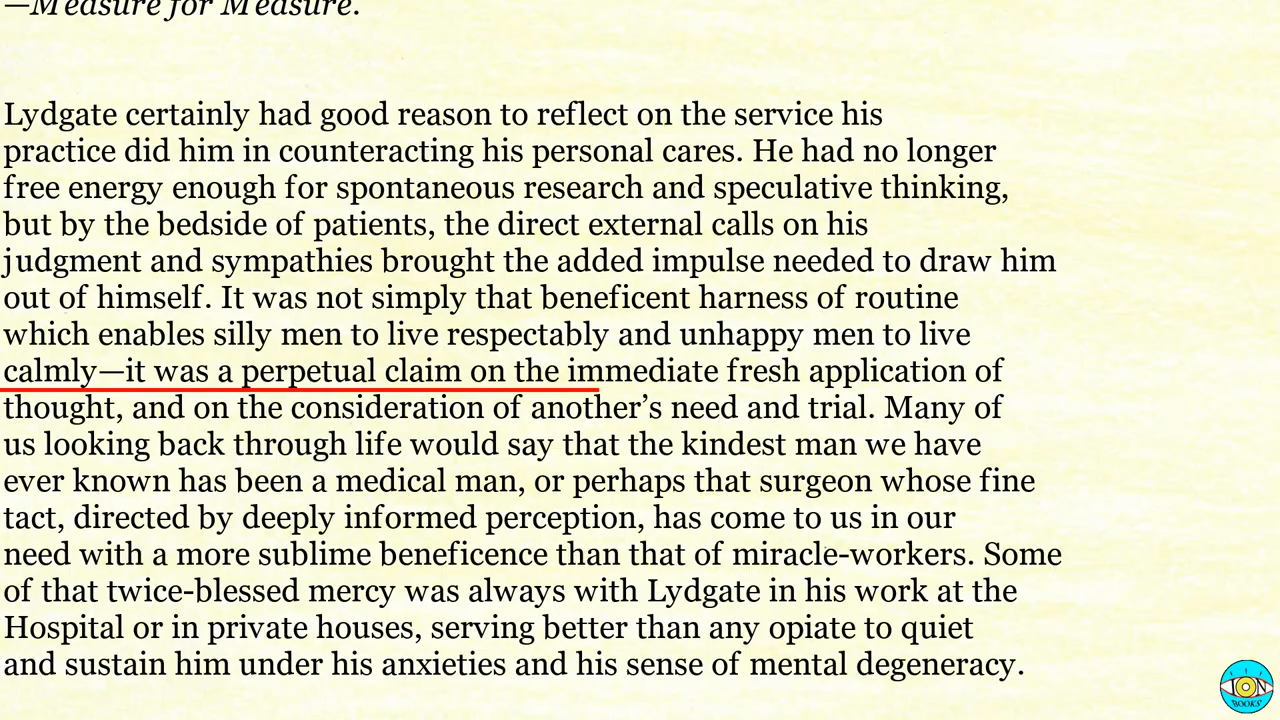 —Measure for Measure.
Lydgate certainly had good reason to reflect on the service his
practice did him in counteracting his personal cares. He had no longer
free energy enough for spontaneous research and speculative thinking,
but by the bedside of patients, the direct external calls on his
judgment and sympathies brought the added impulse needed to draw him
out of himself. It was not simply that beneficent harness of routine
which enables silly men to live respectably and unhappy men to live
calmly—it was a perpetual claim on the immediate fresh application of
thought, and on the consideration of another’s need and trial. Many of
us looking back through life would say that the kindest man we have
ever known has been a medical man, or perhaps that surgeon whose fine
tact, directed by deeply informed perception, has come to us in our
need with a more sublime beneficence than that of miracle-workers. Some
of that twice-blessed mercy was always with Lydgate in his work at the
Hospital or in private houses, serving better than any opiate to quiet
and sustain him under his anxieties and his sense of mental degeneracy.
ION
BOOKS